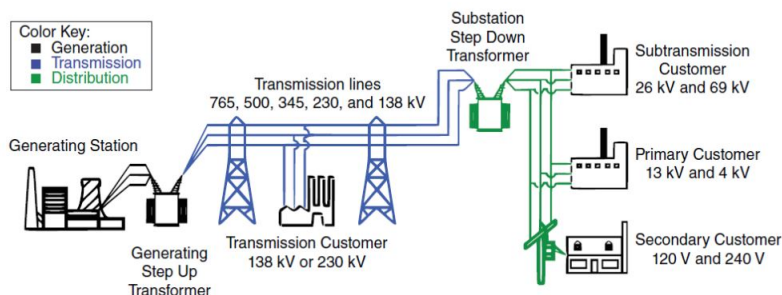 Color Key:
Generation
Transmission
Distribution
Substation
Step Down
Transformer
Subtransmission
Customer
26 kV and 69 kV
Transmission lines
765, 500, 345, 230, and 138 kV
Generating Station
Primary Customer
13 kV and 4 kV
Generating
Step Up
Transformer
Transmission Customer
138 kV or 230 kV
Secondary Customer
120 V and 240 V